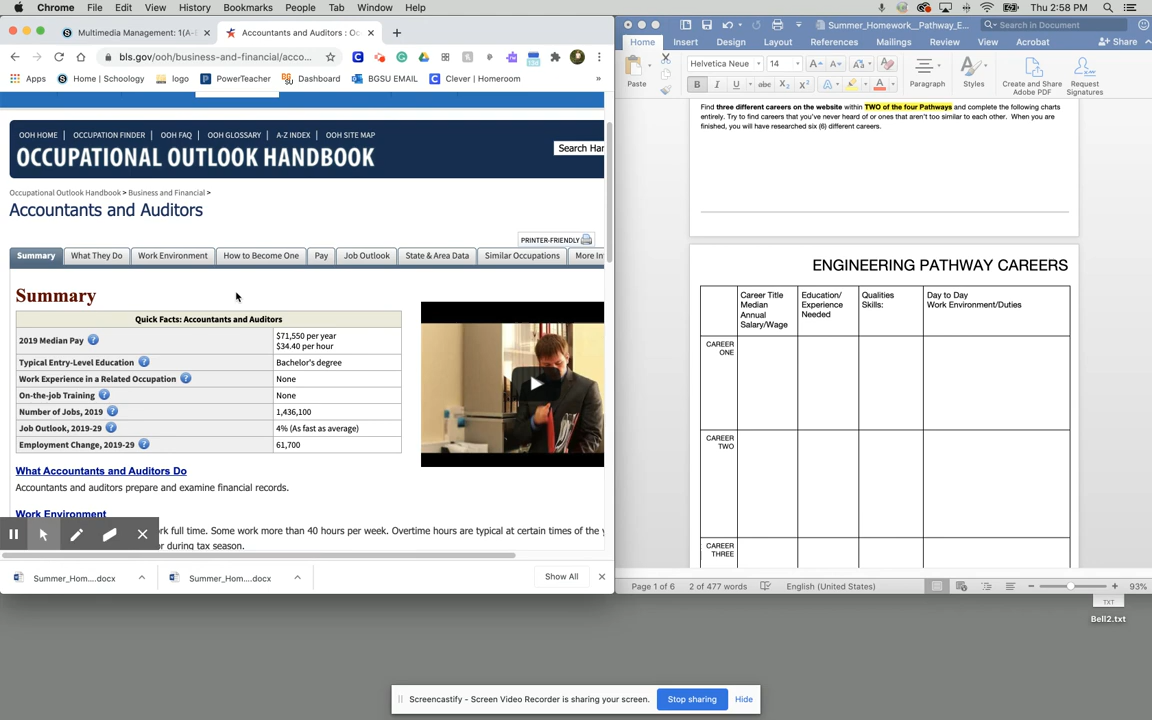 Chrome File Edit View History Bookmarks People Tab Window Help Thu 2:58 PM
Multimedia Management: 1(A-
Accountants and Auditors : Oc
bls.gov/ooh/business-and-financial/acco...
Apps Home | Schoology logo PowerTeacher Dashboard BGSU EMAIL Clever | Homeroom »
OOH HOME | OCCUPATION FINDER | OOH FAQ | OOH GLOSSARY | A-Z INDEX | OOH SITE MAP
OCCUPATIONAL OUTLOOK HANDBOOK
Search Har
Occupational Outlook Handbook > Business and Financial >
Accountants and Auditors
PRINTER-FRIENDLY
Summary What They Do Work Environment How to Become One Pay Job Outlook State & Area Data Similar Occupations More In
Summary
Quick Facts: Accountants and Auditors
2019 Median Pay ? $71,550 per year
$34.40 per hour
Typical Entry-Level Education ? Bachelor's degree
Work Experience in a Related Occupation ? None
On-the-job Training ? None
Number of Jobs, 2019 ? 1,436,100
Job Outlook, 2019-29 ? 4% (As fast as average)
Employment Change, 2019-29 ? 61,700
What Accountants and Auditors Do
Accountants and auditors prepare and examine financial records.
Work Environment
rk full time. Some work more than 40 hours per week. Overtime hours are typical at certain times of the y
or during tax season.
Summary_Hom....docx
Summer_Hom....docx
Show All
Summer_Homework__Pathway_E...
Search in Document
Home Insert Design Layout References Mailings Review View Acrobat Share
Paste
Helvetica Neue 14
B I U abc X₂ X²
Paragraph
Styles
Create and Share
Adobe PDF
Request
Signatures
Find three different careers on the website within TWO of the four Pathways and complete the following charts
entirely. Try to find careers that you've never heard of or ones that aren't too similar to each other. When you are
finished, you will have researched six (6) different careers.
ENGINEERING PATHWAY CAREERS
Career Title
Median
Annual
Salary/Wage
Education/
Experience
Needed
Qualities
Skills:
Day to Day
Work Environment/Duties
CAREER
ONE
CAREER
TWO
CAREER
THREE
Page 1 of 6 2 of 477 words English (United States) 93%
TXT
Bell2.txt
Screencastify - Screen Video Recorder is sharing your screen. Stop sharing Hide